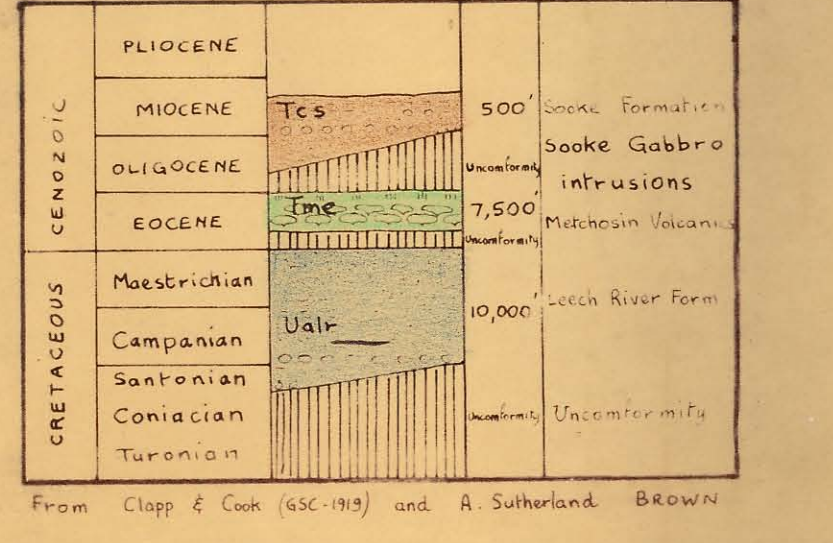 CENOZOIC
PLIOCENE
MIOCENE
Tcs
500'
Sooke Formation
OLIGOCENE
Uncomformity
Sooke Gabbro
intrusions
EOCENE
Tme
7,500'
Metchosin Volcanics
Uncomformity
CRETACEOUS
Maestrichian
10,000'
Leech River Form
Campanian
Ualr
Santonian
Coniacian
Uncomformity
Uncomformity
Turonian
From Clapp & Cook (GSC-1919) and A. Sutherland BROWN